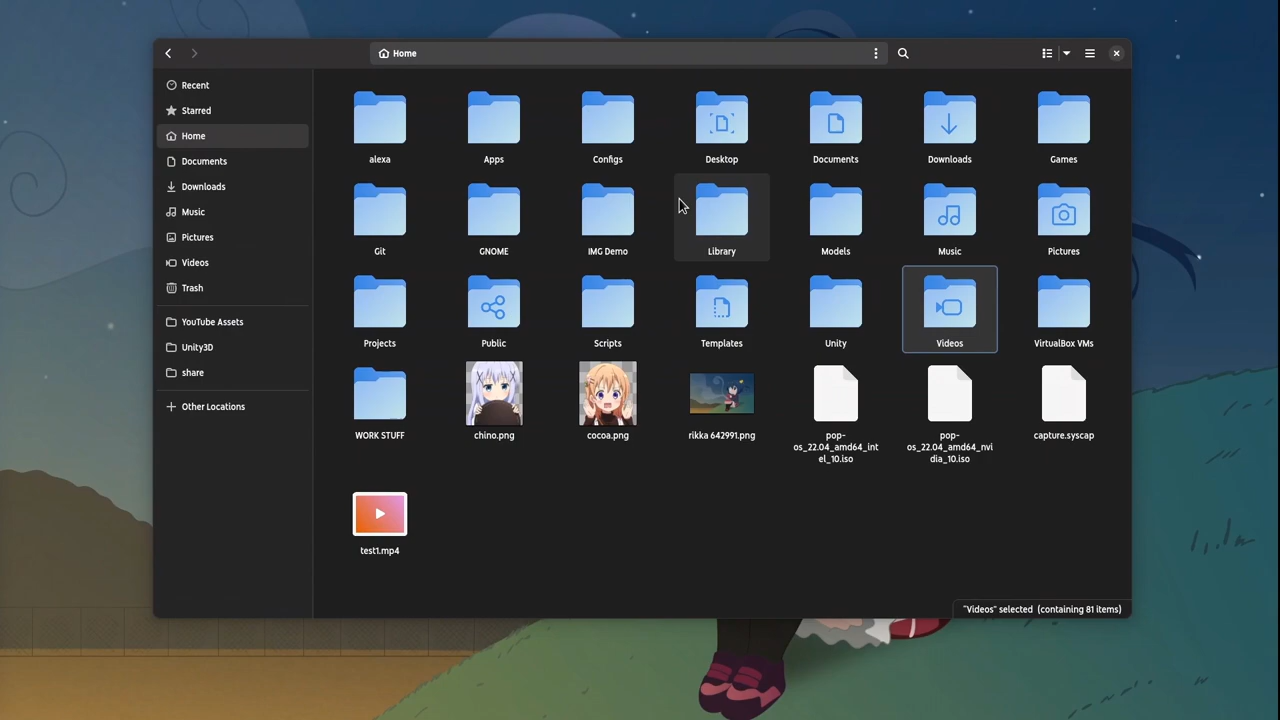 Home
Recent
Starred
Home
Documents
Downloads
Music
Pictures
Videos
Trash
YouTube Assets
Unity3D
share
Other Locations
alexa
Apps
Configs
Desktop
Documents
Downloads
Games
Git
GNOME
IMG Demo
Library
Models
Music
Pictures
Projects
Public
Scripts
Templates
Unity
Videos
VirtualBox VMs
WORK STUFF
chino.png
cocoa.png
rikka 642991.png
pop-
os_22.04_amd64_int
el_10.iso
pop-
os_22.04_amd64_nvi
dia_10.iso
capture.syscap
test1.mp4
"Videos" selected (containing 81 items)